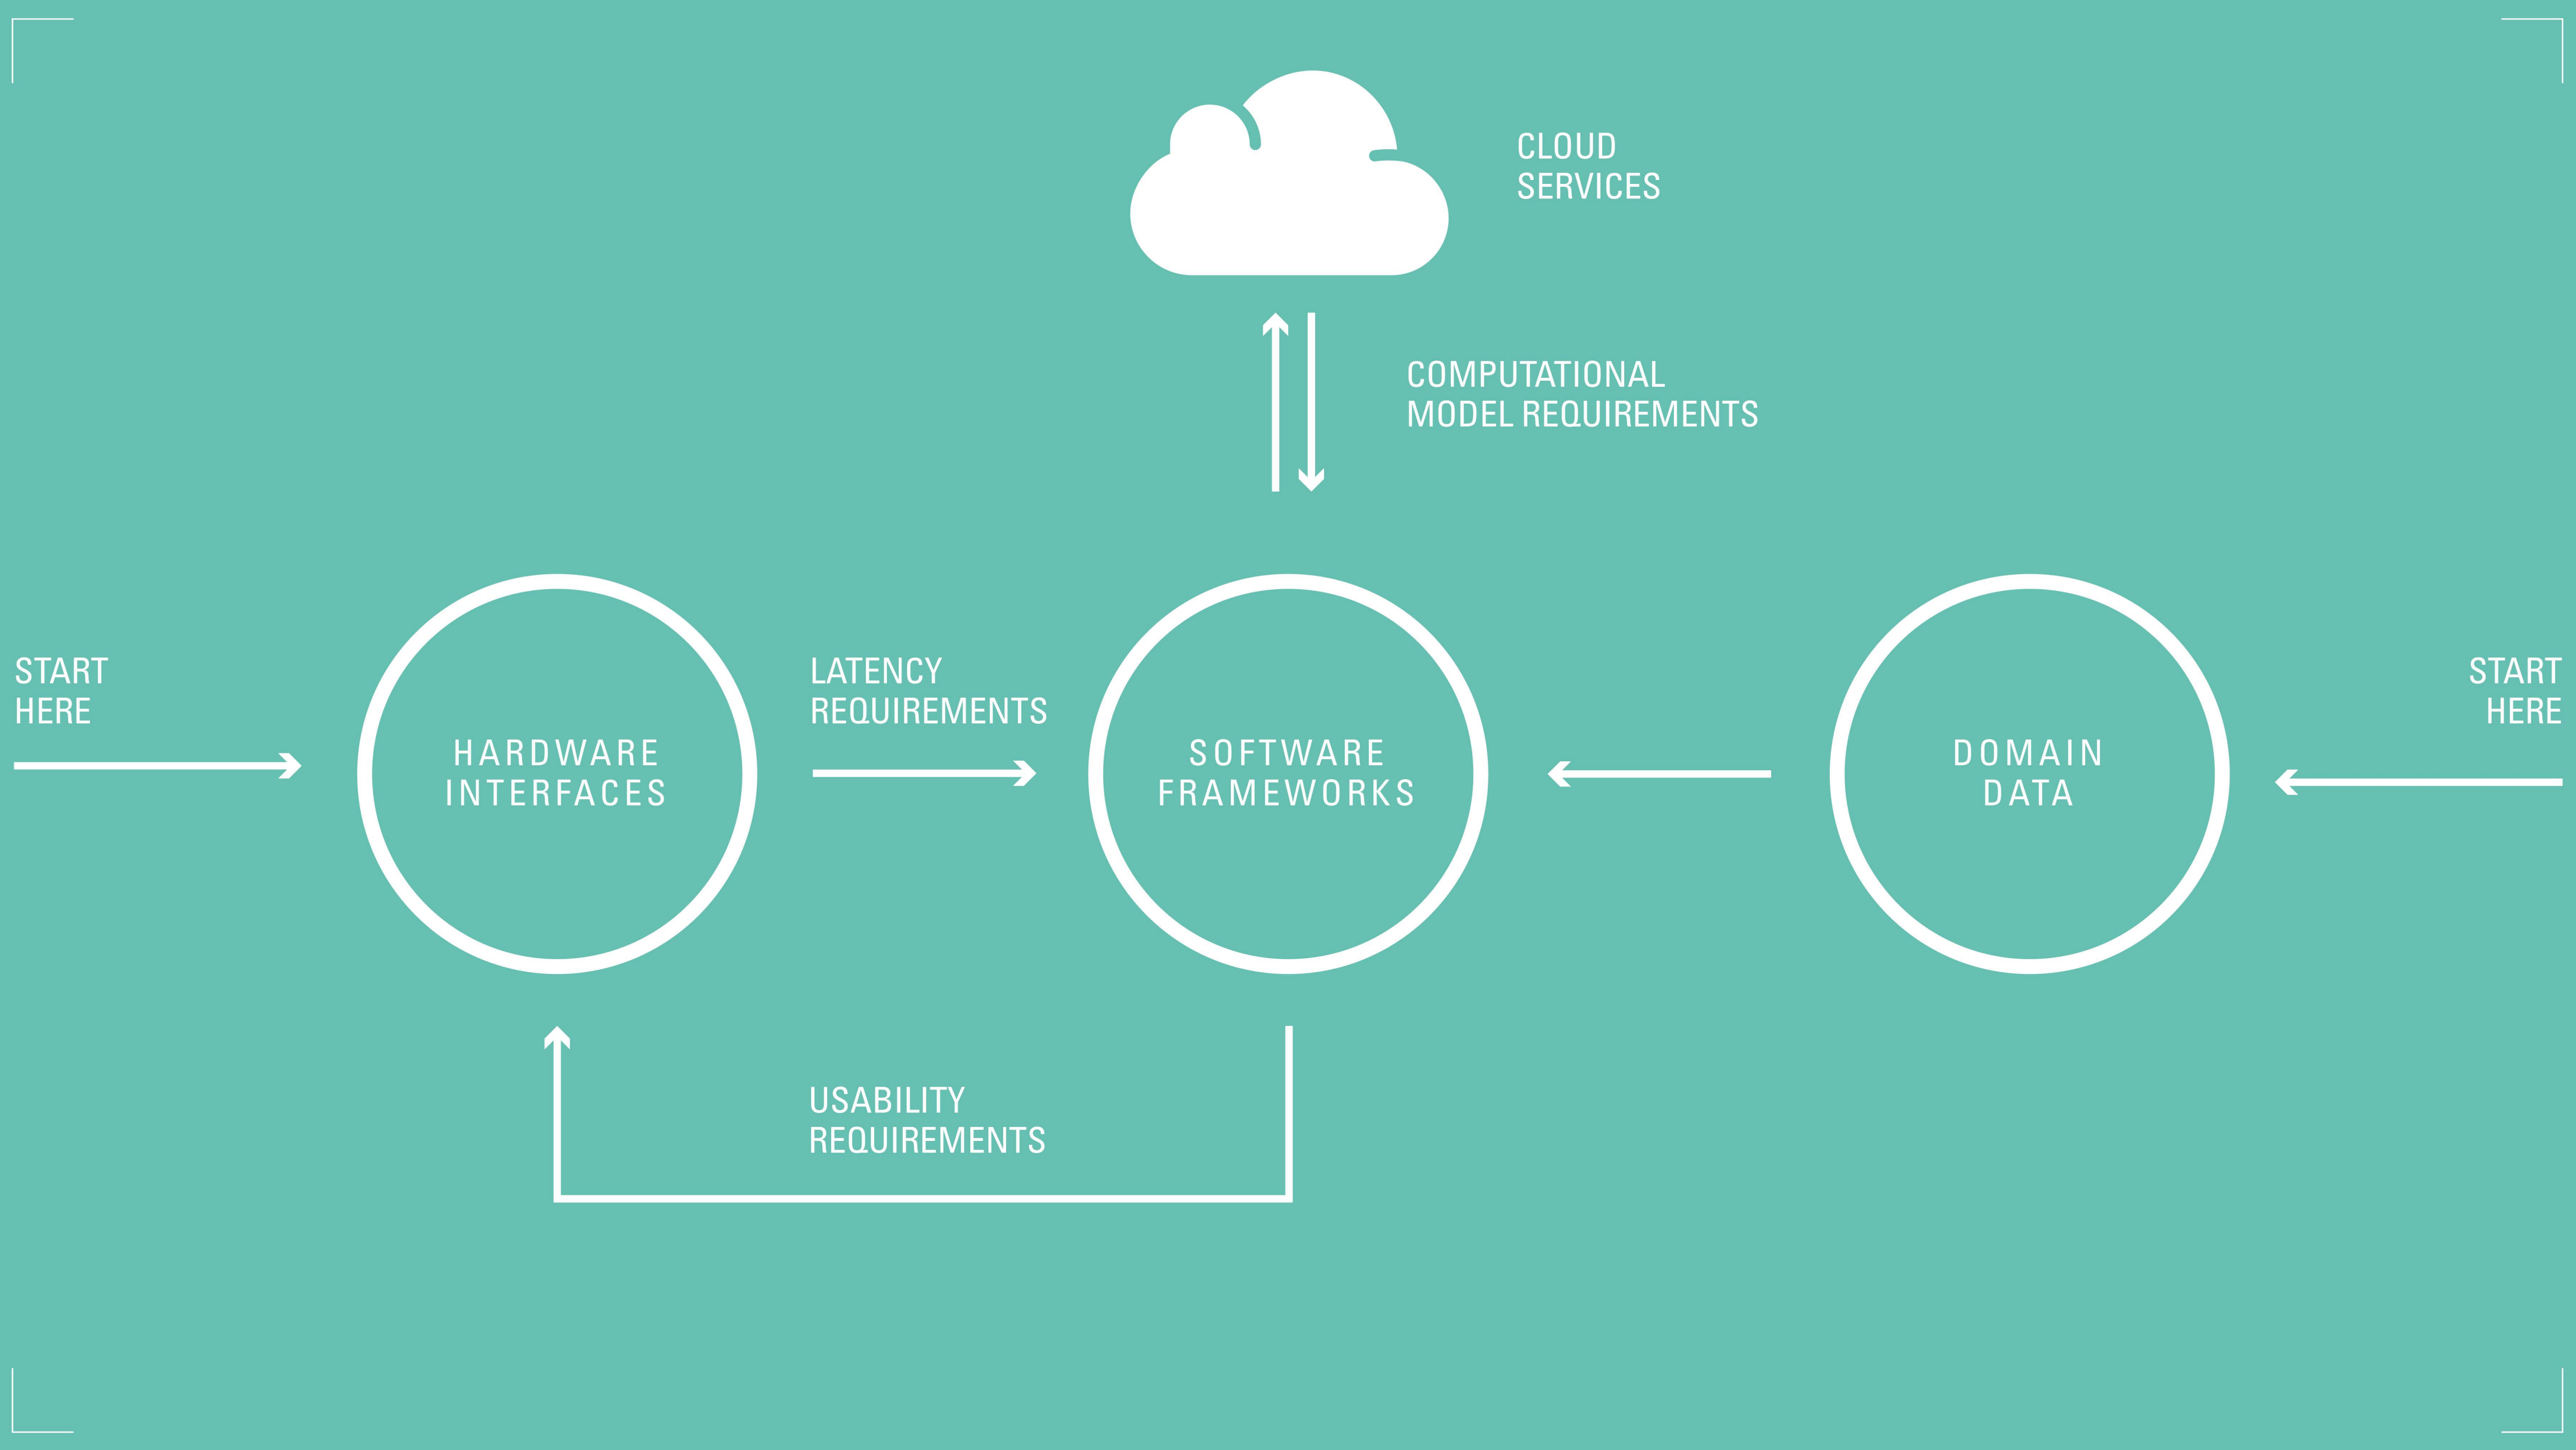 CLOUD
SERVICES
COMPUTATIONAL
MODEL REQUIREMENTS
START
HERE
HARDWARE
INTERFACES
LATENCY
REQUIREMENTS
SOFTWARE
FRAMEWORKS
DOMAIN
DATA
START
HERE
USABILITY
REQUIREMENTS